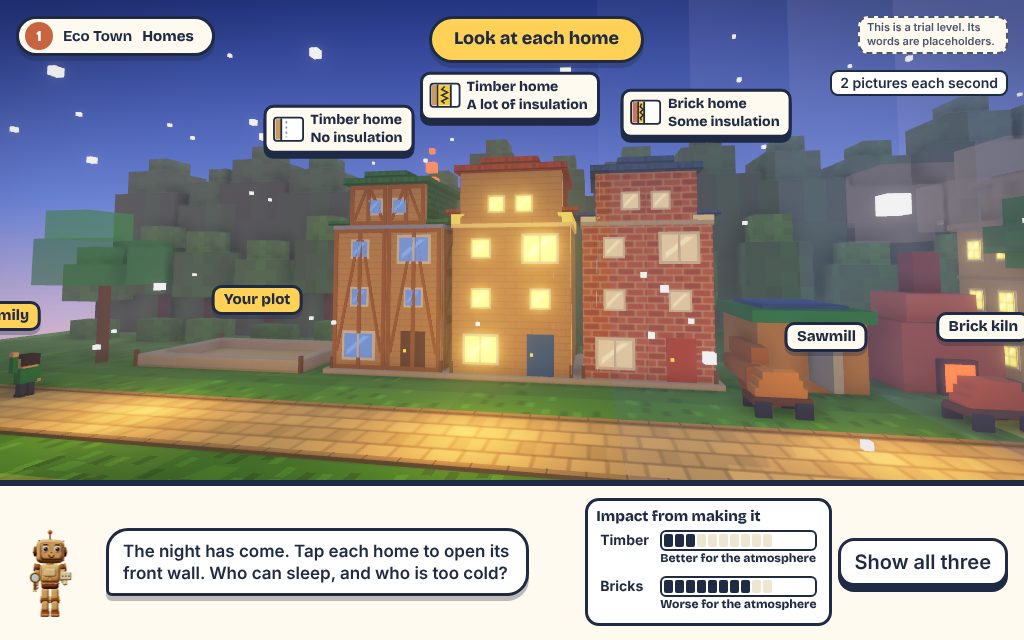 1 Eco Town Homes
Look at each home
This is a trial level. Its
words are placeholders.
2 pictures each second
Timber home
A lot of insulation
Timber home
No insulation
Brick home
Some insulation
mily
Your plot
Sawmill
Brick kiln
The night has come. Tap each home to open its
front wall. Who can sleep, and who is too cold?
Impact from making it
Timber
Better for the atmosphere
Bricks
Worse for the atmosphere
Show all three